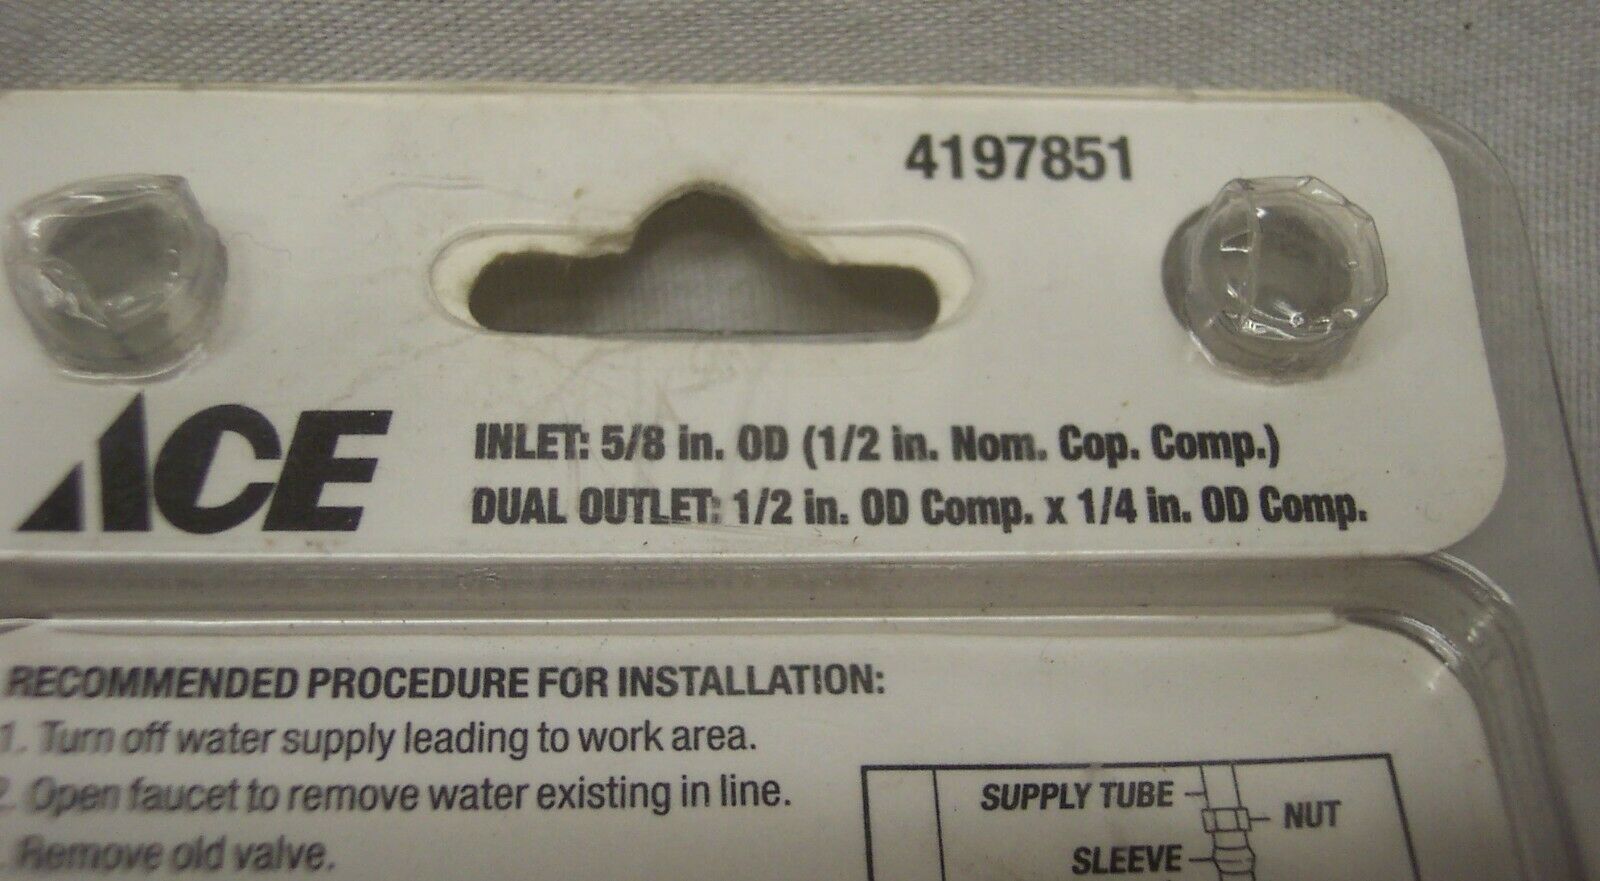 4197851
ACE
INLET: 5/8 in. OD (1/2 in. Nom. Cop. Comp.)
DUAL OUTLET: 1/2 in. OD Comp. x 1/4 in. OD Comp.
RECOMMENDED PROCEDURE FOR INSTALLATION:
1. Turn off water supply leading to work area.
2. Open faucet to remove water existing in line.
. Remove old valve.
SUPPLY TUBE
NUT
SLEEVE